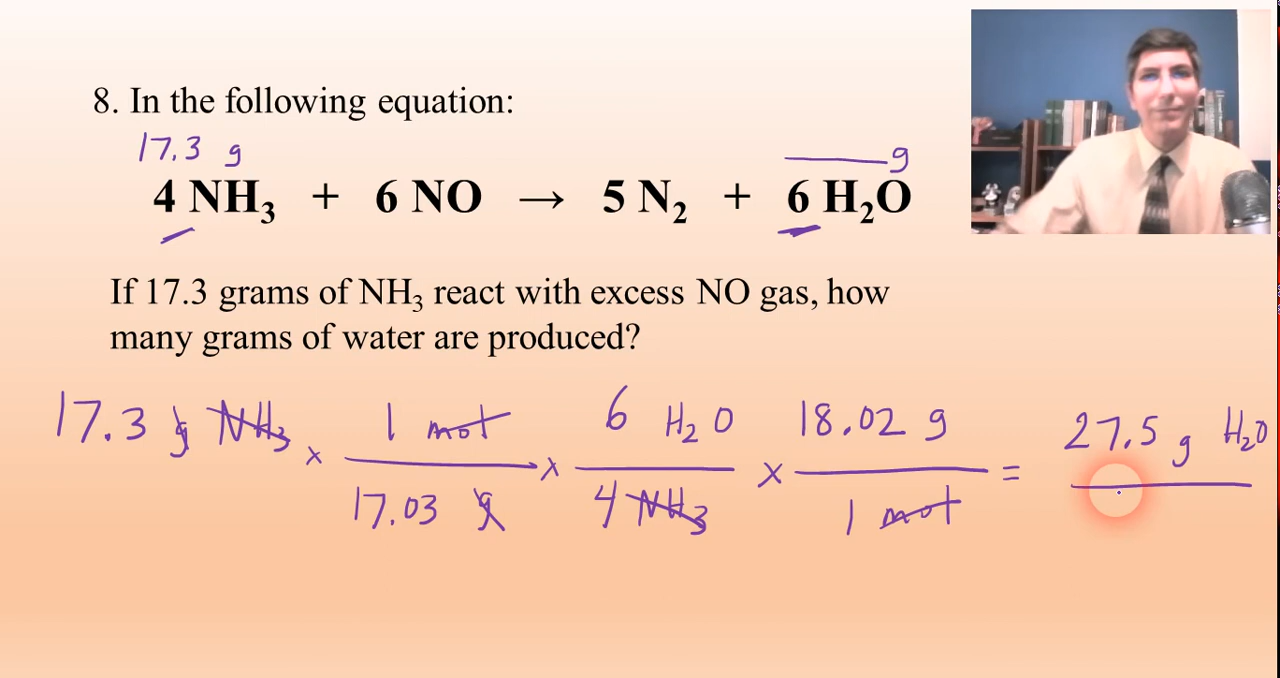 8. In the following equation:
17.3 g ____g
4 NH₃ + 6 NO → 5 N₂ + 6 H₂O
If 17.3 grams of NH₃ react with excess NO gas, how
many grams of water are produced?
17.3 g NH₃ x 1 mol / 17.03 g x 6 H₂O / 4 NH₃ x 18.02 g / 1 mol = 27.5 g H₂O